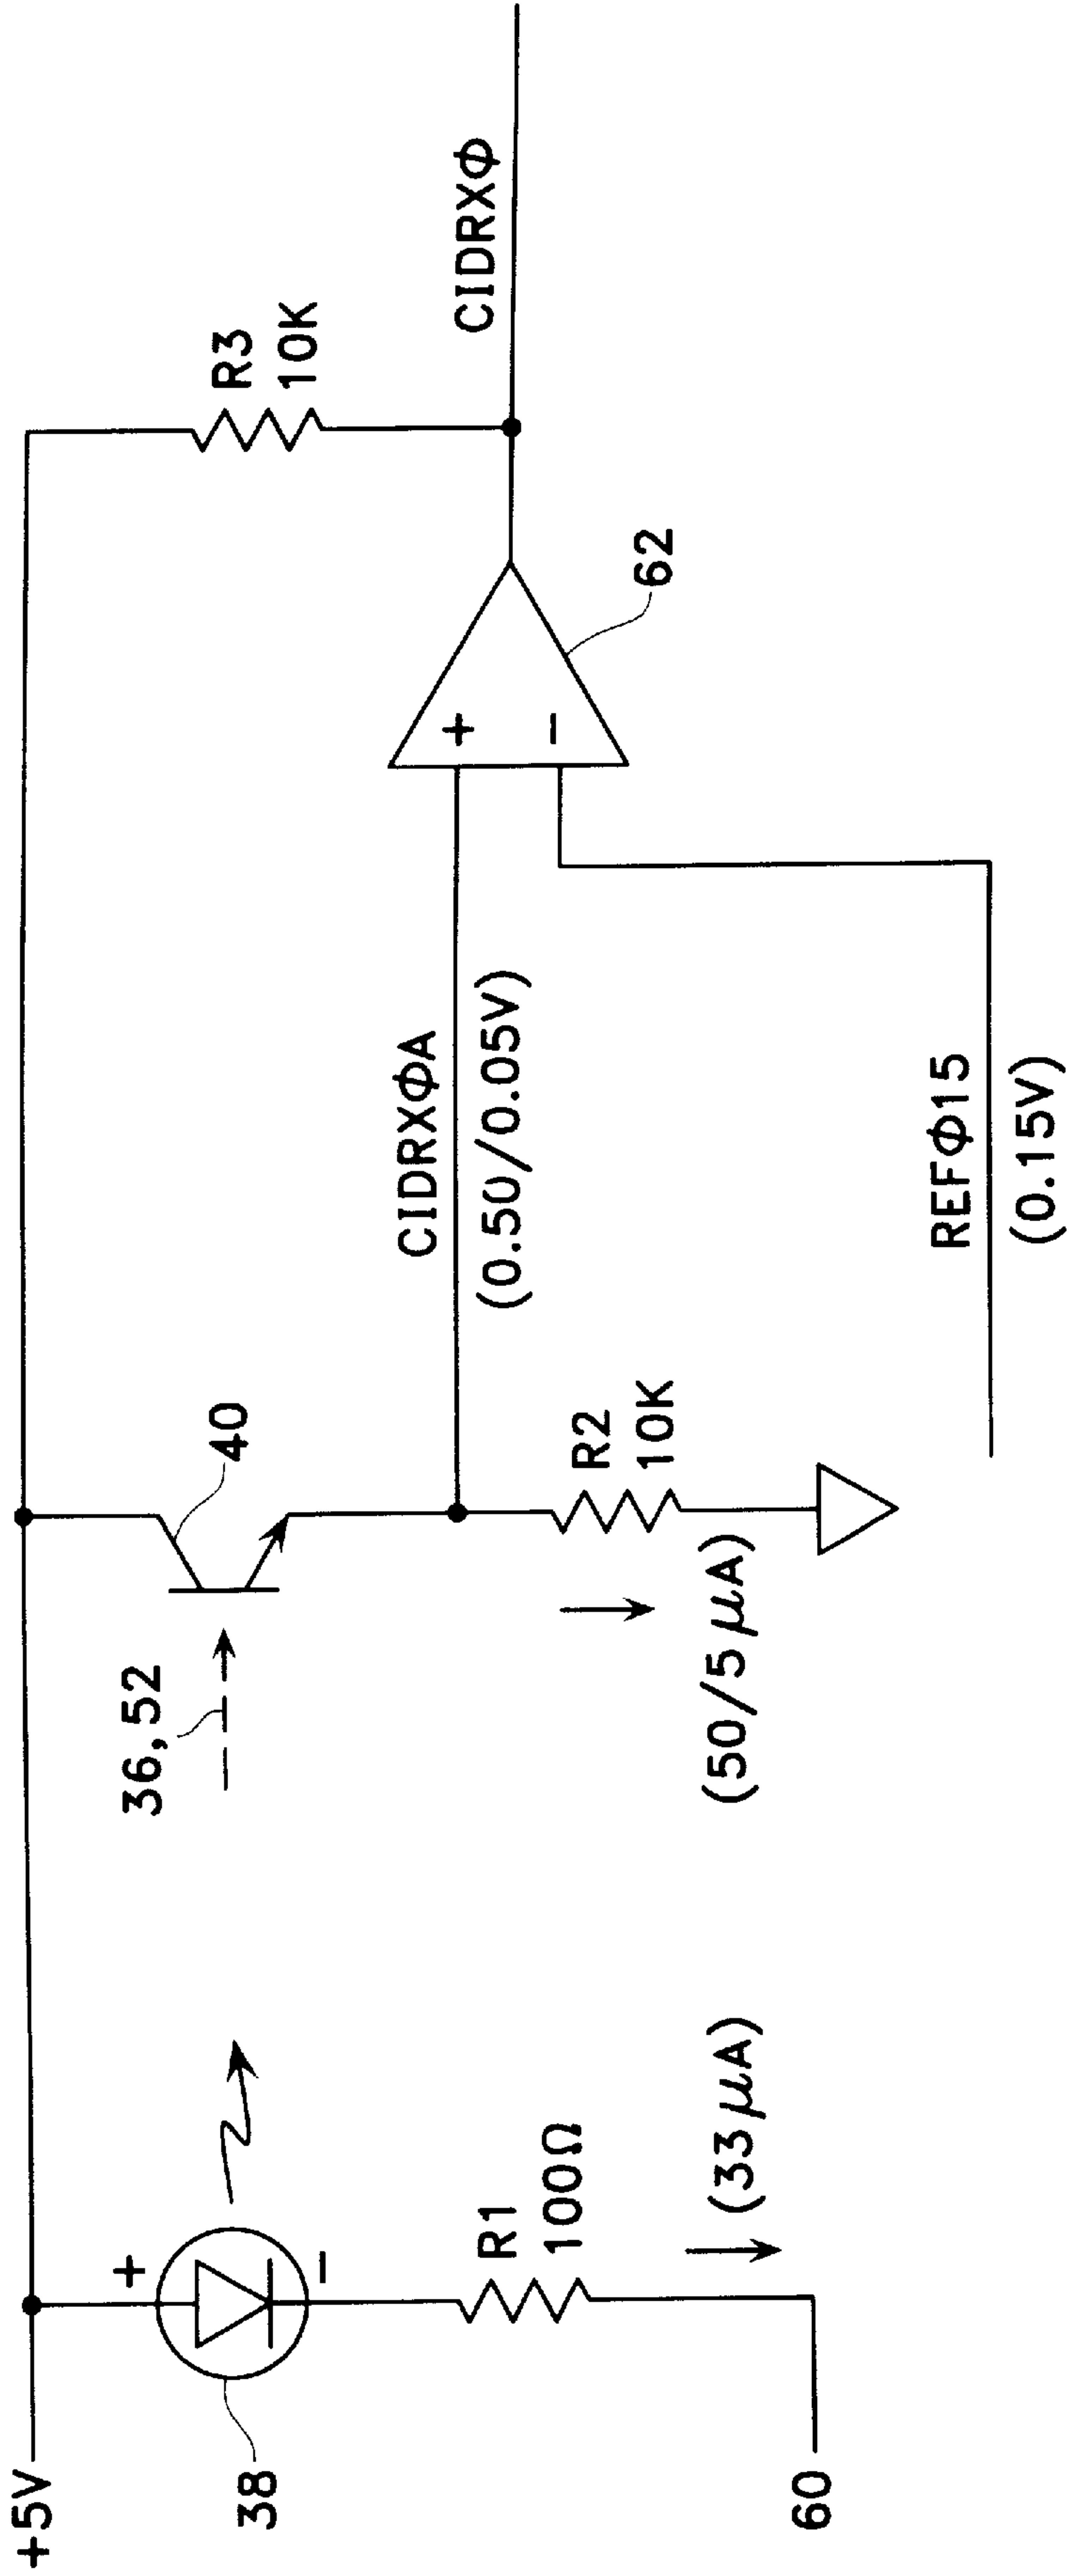 +5V
38
+
−
R1
100Ω
(33 μA)
60
36,52
40
R2
10K
(50/5 μA)
CIDRXΦA
(0.50/0.05V)
REFΦ15
(0.15V)
+
−
62
R3
10K
CIDRXΦ